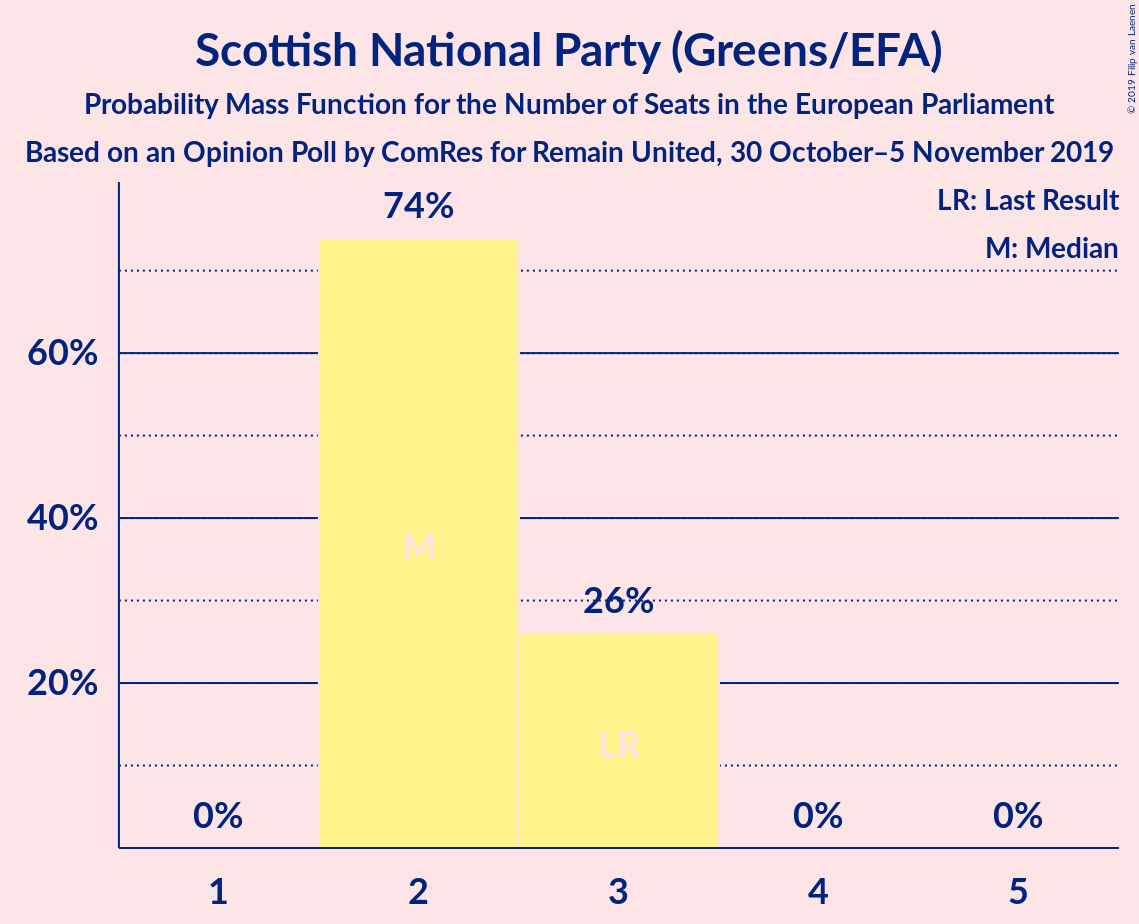 Scottish National Party (Greens/EFA)
Probability Mass Function for the Number of Seats in the European Parliament
Based on an Opinion Poll by ComRes for Remain United, 30 October–5 November 2019
© 2019 Filip van Laenen
LR: Last Result
M: Median
74%
60%
40%
M
26%
20%
LR
0%
0%
0%
1
2
3
4
5